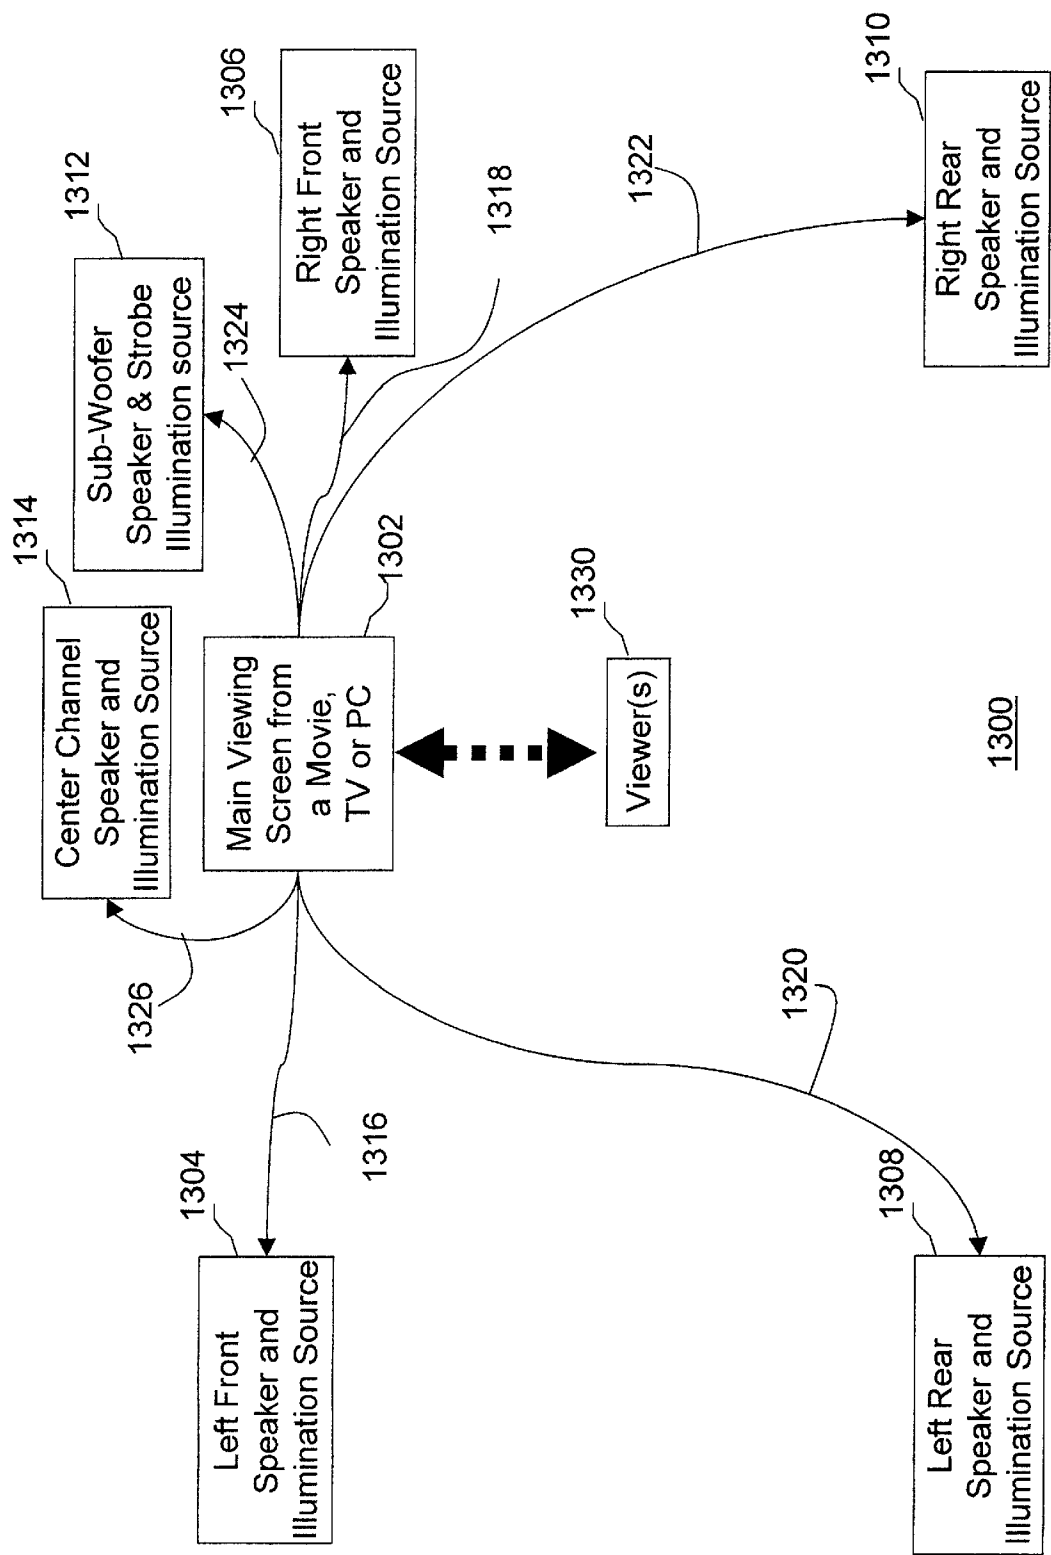 1314
Center Channel
Speaker and
Illumination Source
1312
Sub-Woofer
Speaker & Strobe
Illumination source
1326
1324
1306
Right Front
Speaker and
Illumination Source
1304
Left Front
Speaker and
Illumination Source
1316
1302
Main Viewing
Screen from
a Movie,
TV or PC
1318
1330
Viewer(s)
1320
1322
1308
Left Rear
Speaker and
Illumination Source
1310
Right Rear
Speaker and
Illumination Source
1300